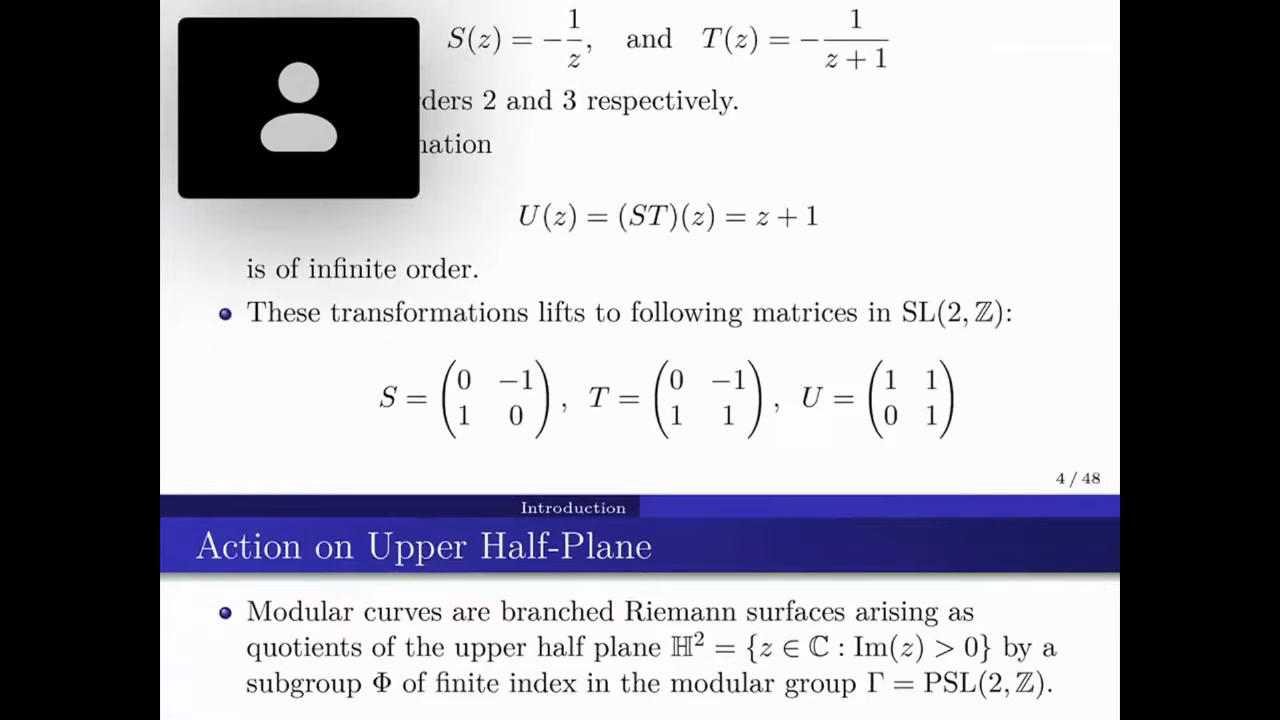 S(z) = −1/z, and T(z) = −1/(z + 1)
2 and 3 respectively.
U(z) = (ST)(z) = z + 1
is of infinite order.
• These transformations lifts to following matrices in SL(2, ℤ):
S = (0 −1
1 0), T = (0 −1
1 1), U = (1 1
0 1)
4 / 48
Introduction
Action on Upper Half-Plane
• Modular curves are branched Riemann surfaces arising as
quotients of the upper half plane ℍ² = {z ∈ ℂ : Im(z) > 0} by a
subgroup Φ of finite index in the modular group Γ = PSL(2, ℤ).